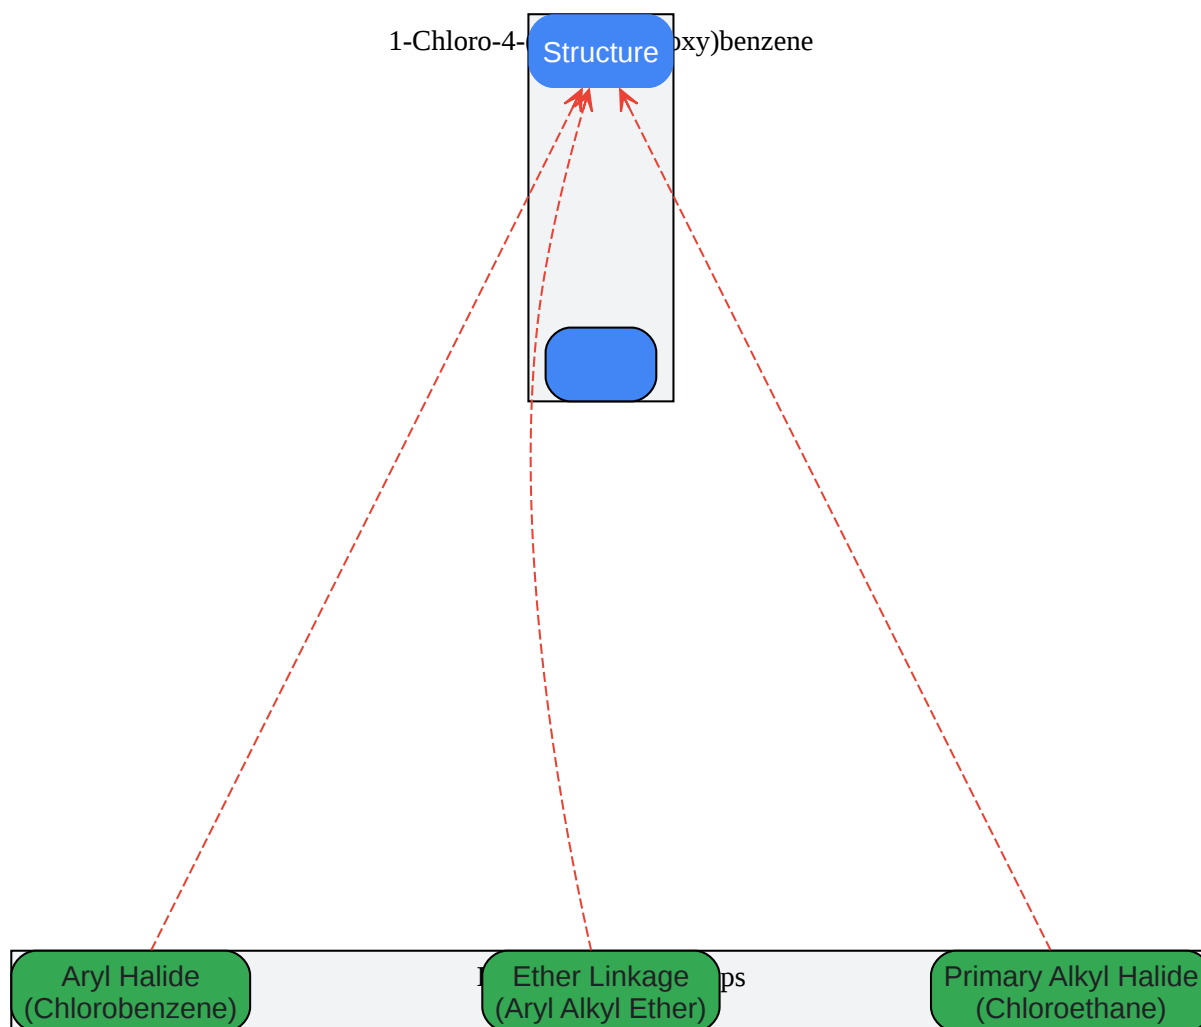 1-Chloro-4-( oxy)benzene
Structure
Aryl Halide
(Chlorobenzene)
ps
Ether Linkage
(Aryl Alkyl Ether)
Primary Alkyl Halide
(Chloroethane)